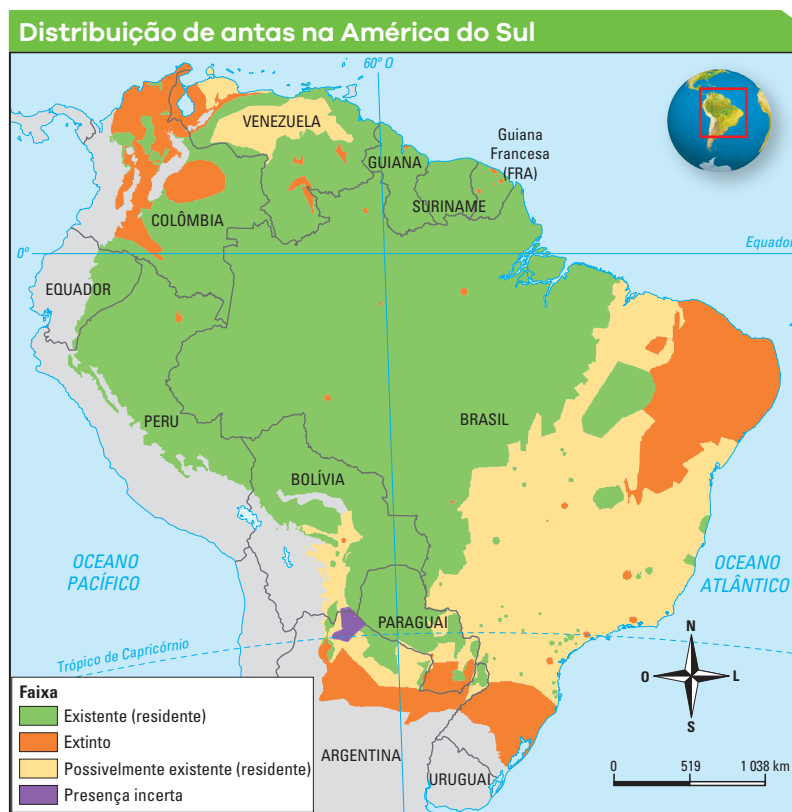 Distribuição de antas na América do Sul
60º O
VENEZUELA
GUIANA
Guiana
Francesa
(FRA)
SURINAME
COLÔMBIA
0º
Equador
EQUADOR
PERU
BRASIL
BOLÍVIA
OCEANO
PACÍFICO
OCEANO
ATLÂNTICO
PARAGUAI
Trópico de Capricórnio
N
O
L
S
Faixa
Existente (residente)
Extinto
Possivelmente existente (residente)
Presença incerta
ARGENTINA
URUGUAI
0 519 1 038 km